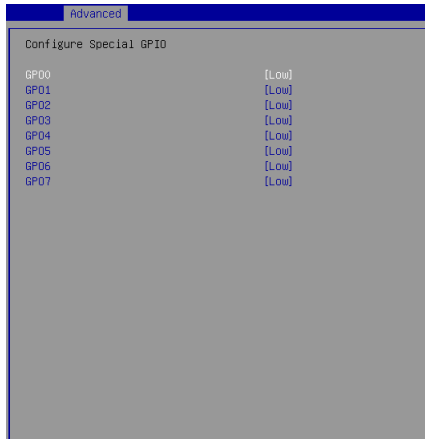 Advanced
Configure Special GPIO
GPO0 [Low]
GPO1 [Low]
GPO2 [Low]
GPO3 [Low]
GPO4 [Low]
GPO5 [Low]
GPO6 [Low]
GPO7 [Low]